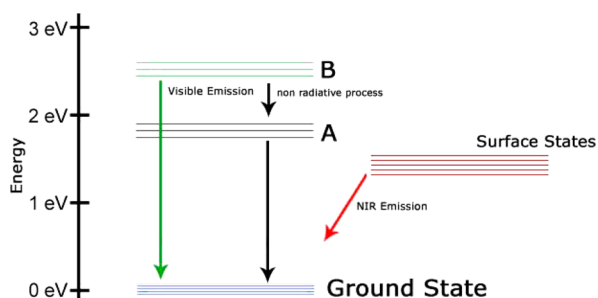 3 eV
B
Visible Emission
non radiative process
2 eV
A
Surface States
Energy
1 eV
NIR Emission
0 eV
Ground State